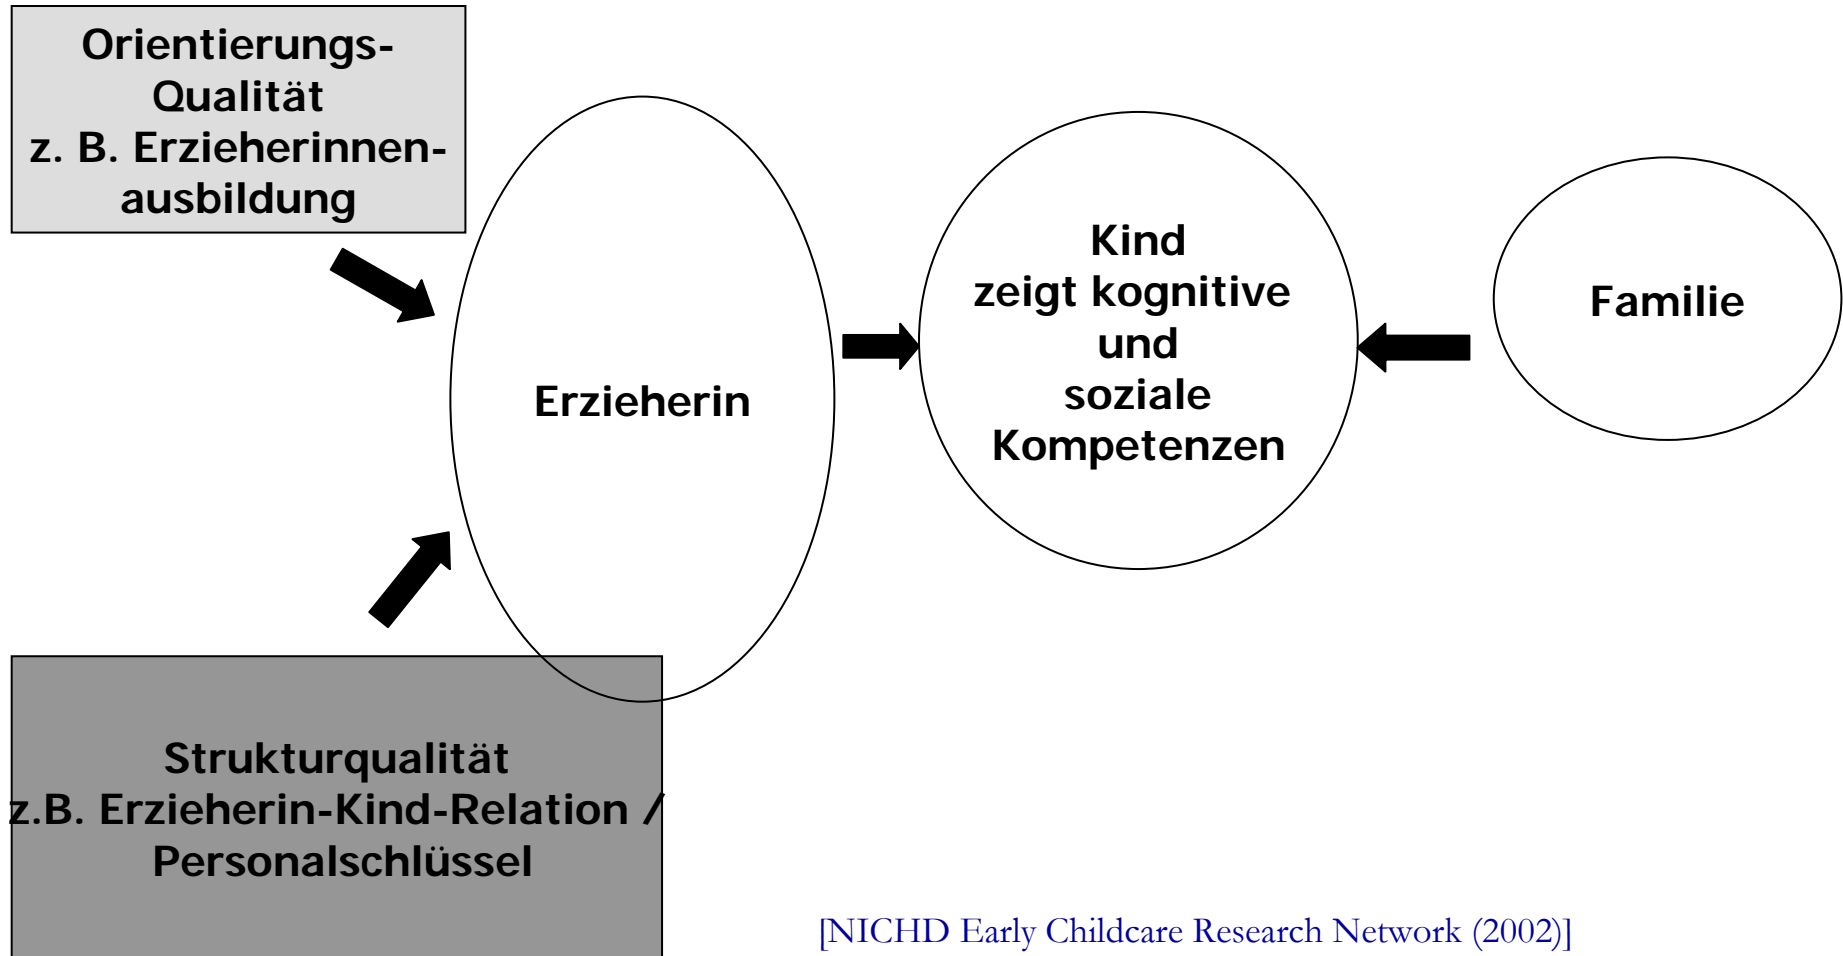 Orientierungs-
Qualität
z. B. Erzieherinnen-
ausbildung
Erzieherin
Kind
zeigt kognitive
und
soziale
Kompetenzen
Familie
Strukturqualität
z.B. Erzieherin-Kind-Relation /
Personalschlüssel
[NICHD Early Childcare Research Network (2002)]